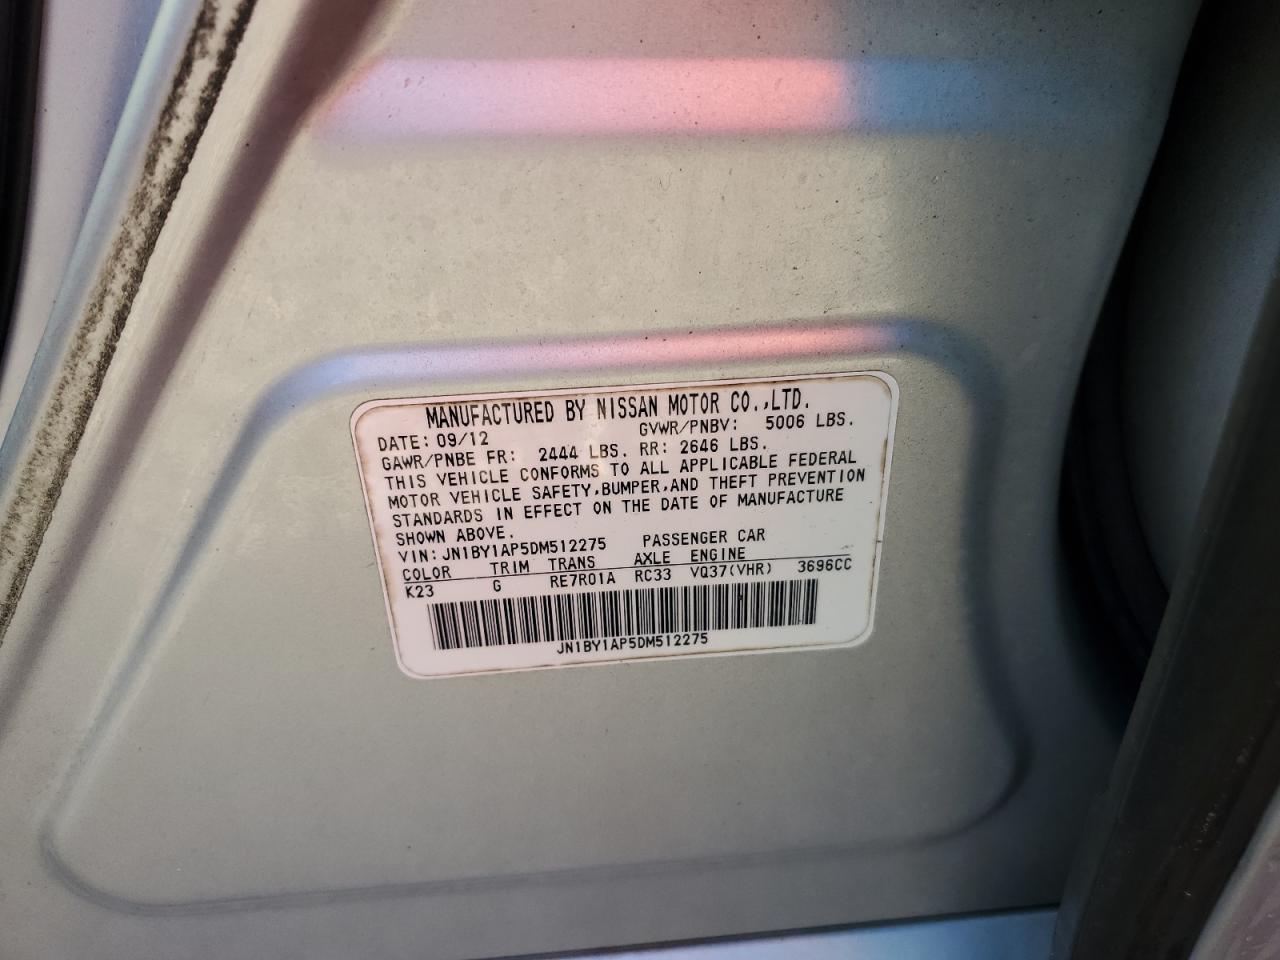 MANUFACTURED BY NISSAN MOTOR CO.,LTD.
DATE: 09/12 GVWR/PNBV: 5006 LBS.
GAWR/PNBE FR: 2444 LBS. RR: 2646 LBS.
THIS VEHICLE CONFORMS TO ALL APPLICABLE FEDERAL
MOTOR VEHICLE SAFETY,BUMPER,AND THEFT PREVENTION
STANDARDS IN EFFECT ON THE DATE OF MANUFACTURE
SHOWN ABOVE.
VIN: JN1BY1AP5DM512275 PASSENGER CAR
COLOR TRIM TRANS AXLE ENGINE
K23 G RE7R01A RC33 VQ37(VHR) 3696CC
JN1BY1AP5DM512275